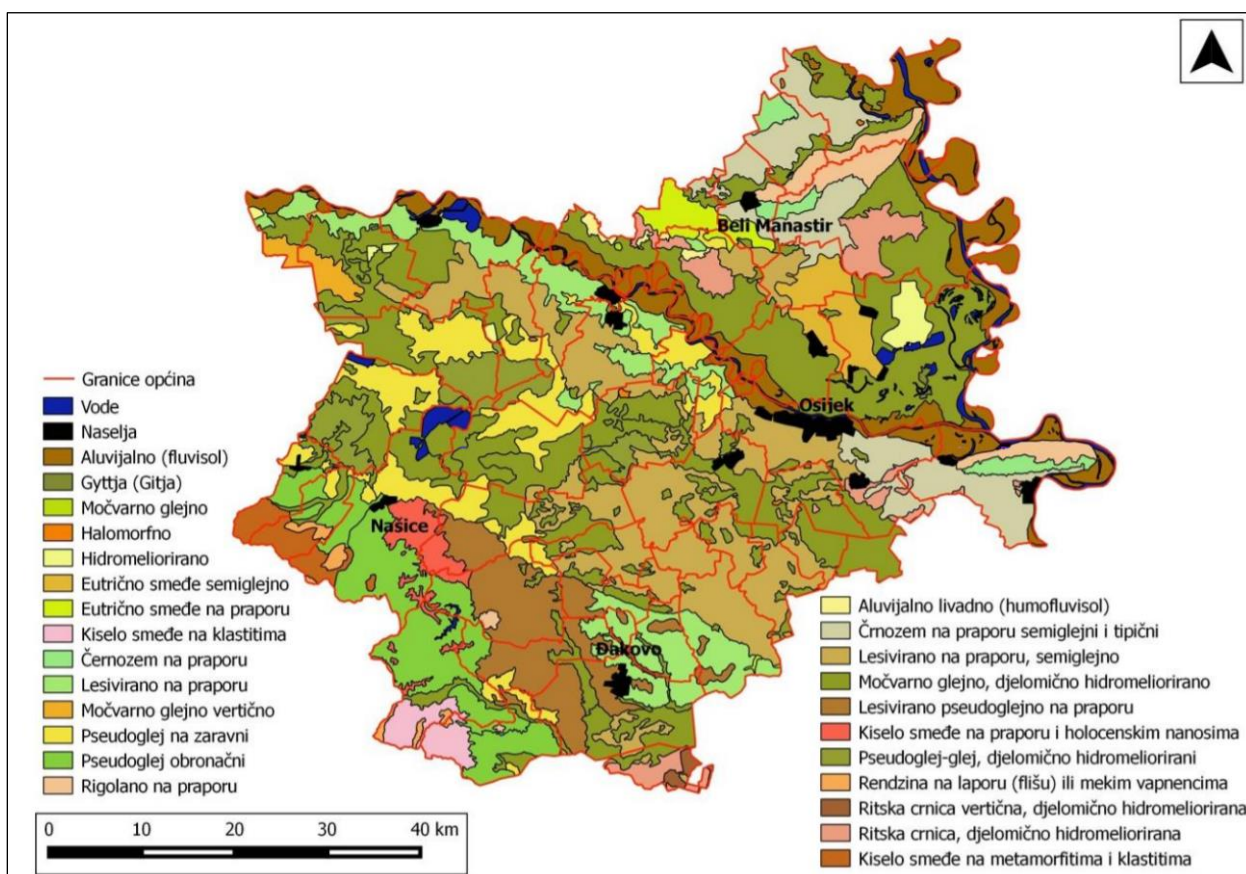 Beli Manastir
Osijek
Našice
Đakovo
Granice općina
Vode
Naselja
Aluvijalno (fluvisol)
Gyttja (Gitja)
Močvarno glejno
Halomorfno
Hidromeliorirano
Eutrično smeđe semiglejno
Eutrično smeđe na praporu
Kiselo smeđe na klastitima
Černozem na praporu
Lesivirano na praporu
Močvarno glejno vertično
Pseudoglej na zaravni
Pseudoglej obronačni
Rigolano na praporu
Aluvijalno livadno (humofluvisol)
Črnozem na praporu semiglejni i tipični
Lesivirano na praporu, semiglejno
Močvarno glejno, djelomično hidromeliorirano
Lesivirano pseudoglejno na praporu
Kiselo smeđe na praporu i holocenskim nanosima
Pseudoglej-glej, djelomično hidromeliorirani
Rendzina na laporu (flišu) ili mekim vapnencima
Ritska crnica vertična, djelomično hidromeliorirana
Ritska crnica, djelomično hidromeliorirana
Kiselo smeđe na metamorfitima i klastitima
0 10 20 30 40 km